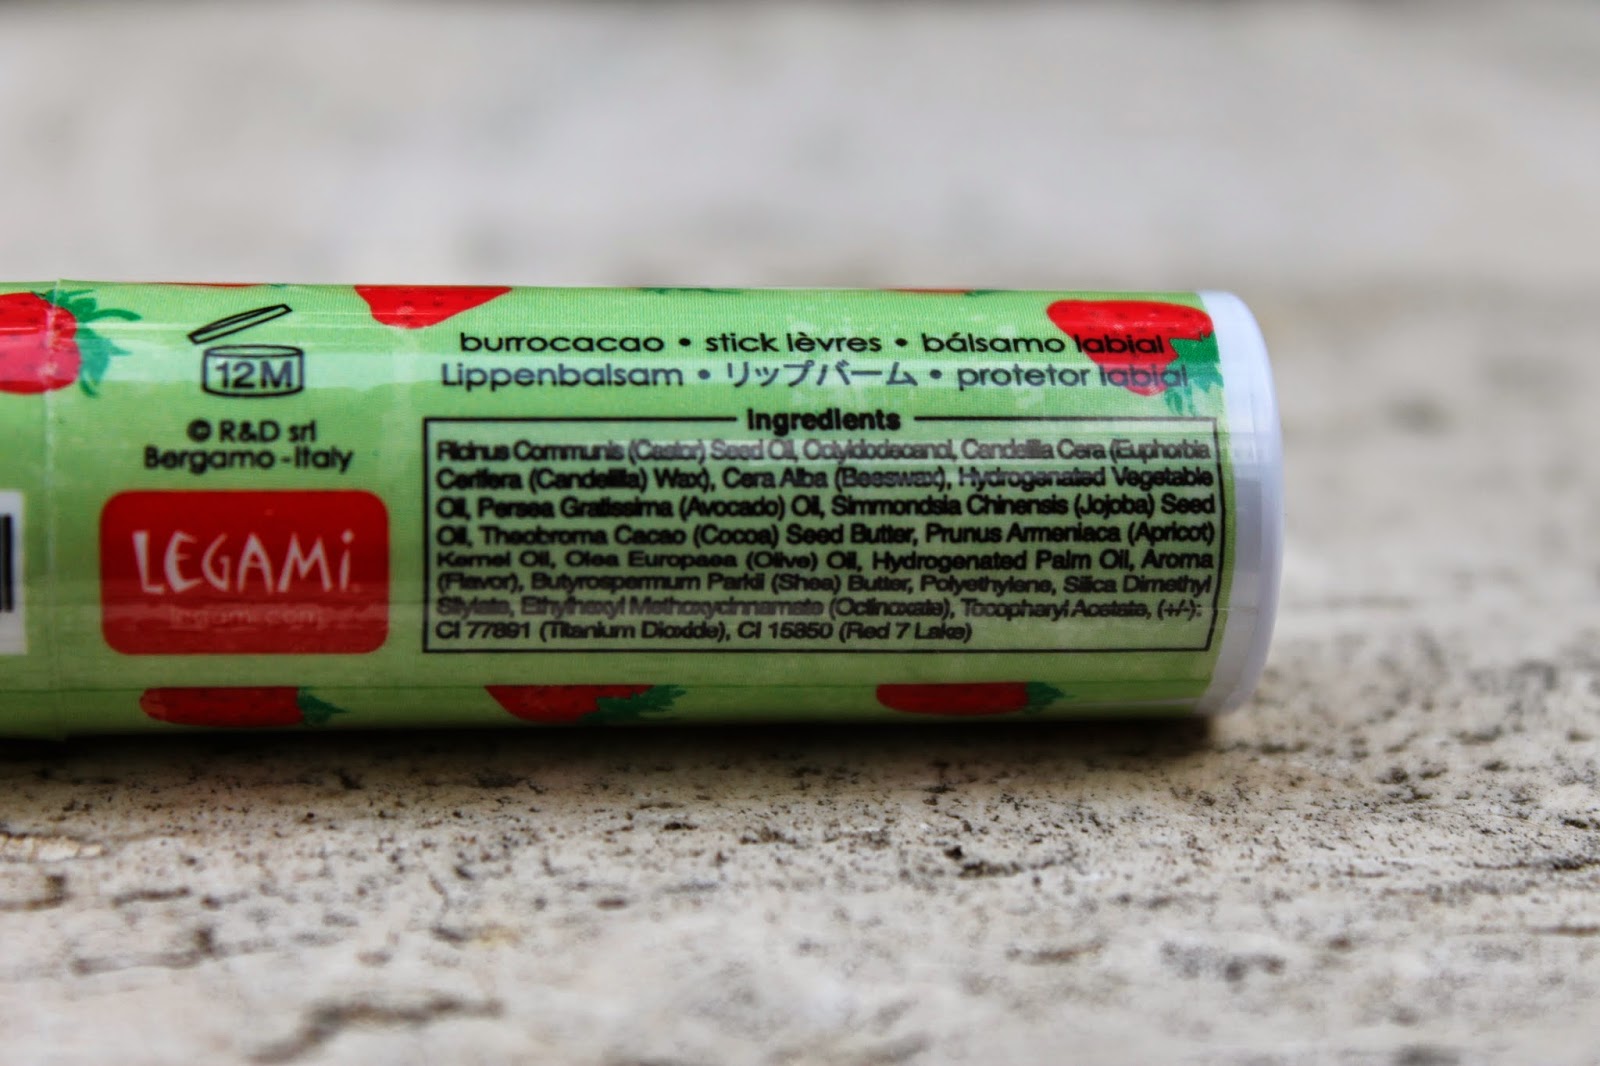 12M
© R&D srl
Bergamo - Italy
LEGAMi
legami.com
burrocacao • stick lèvres • bálsamo labial
Lippenbalsam • リップバーム • protetor labial
Ingredients
Ricinus Communis (Castor) Seed Oil, Octyldodecanol, Candelilla Cera (Euphorbia
Cerifera (Candelilla) Wax), Cera Alba (Beeswax), Hydrogenated Vegetable
Oil, Persea Gratissima (Avocado) Oil, Simmondsia Chinensis (Jojoba) Seed
Oil, Theobroma Cacao (Cocoa) Seed Butter, Prunus Armeniaca (Apricot)
Kernel Oil, Olea Europaea (Olive) Oil, Hydrogenated Palm Oil, Aroma
(Flavor), Butyrospermum Parkii (Shea) Butter, Polyethylene, Silica Dimethyl
Silylate, Ethylhexyl Methoxycinnamate (Octinoxate), Tocopheryl Acetate, (+/-):
CI 77891 (Titanium Dioxide), CI 15850 (Red 7 Lake)